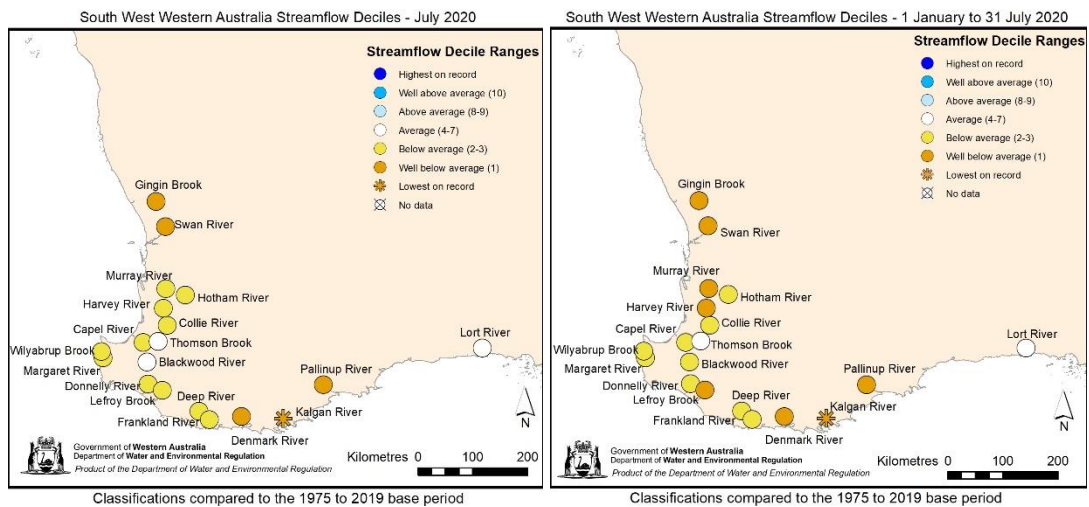 South West Western Australia Streamflow Deciles - July 2020
Streamflow Decile Ranges
Highest on record
Well above average (10)
Above average (8-9)
Average (4-7)
Below average (2-3)
Well below average (1)
Lowest on record
No data
Gingin Brook
Swan River
Murray River
Hotham River
Harvey River
Collie River
Capel River
Thomson Brook
Wilyabrup Brook
Margaret River
Blackwood River
Lort River
Pallinup River
Donnelly River
Lefroy Brook
Deep River
Kalgan River
Frankland River
Denmark River
N
Government of Western Australia
Department of Water and Environmental Regulation
Product of the Department of Water and Environmental Regulation
Kilometres 0 100 200
Classifications compared to the 1975 to 2019 base period
South West Western Australia Streamflow Deciles - 1 January to 31 July 2020
Streamflow Decile Ranges
Highest on record
Well above average (10)
Above average (8-9)
Average (4-7)
Below average (2-3)
Well below average (1)
Lowest on record
No data
Gingin Brook
Swan River
Murray River
Hotham River
Harvey River
Collie River
Capel River
Thomson Brook
Wilyabrup Brook
Margaret River
Blackwood River
Lort River
Pallinup River
Donnelly River
Lefroy Brook
Deep River
Kalgan River
Frankland River
Denmark River
N
Government of Western Australia
Department of Water and Environmental Regulation
Product of the Department of Water and Environmental Regulation
Kilometres 0 100 200
Classifications compared to the 1975 to 2019 base period